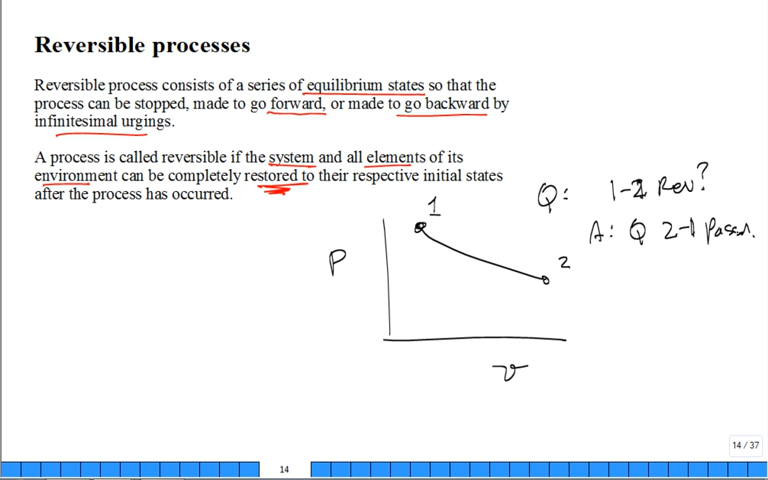 Reversible processes
Reversible process consists of a series of equilibrium states so that the
process can be stopped, made to go forward, or made to go backward by
infinitesimal urgings.
A process is called reversible if the system and all elements of its
environment can be completely restored to their respective initial states
after the process has occurred.
Q: 1-2 Rev?
A: Q 2-1
1
2
P
v
14 / 37
14